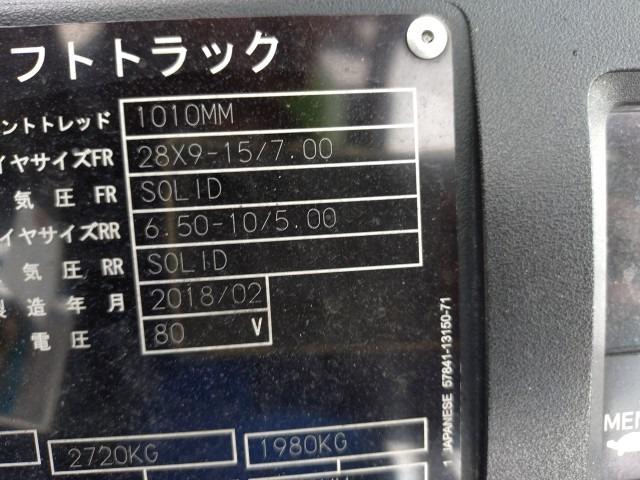 フトトラック
ントトレッド 1010MM
イヤサイズFR 28X9-15/7.00
気圧 FR SOLID
イヤサイズRR 6.50-10/5.00
気圧 RR SOLID
製造年月 2018/02
電圧 80 V
1 JAPANESE 57841-13150-71
2720KG 1980KG
MEN